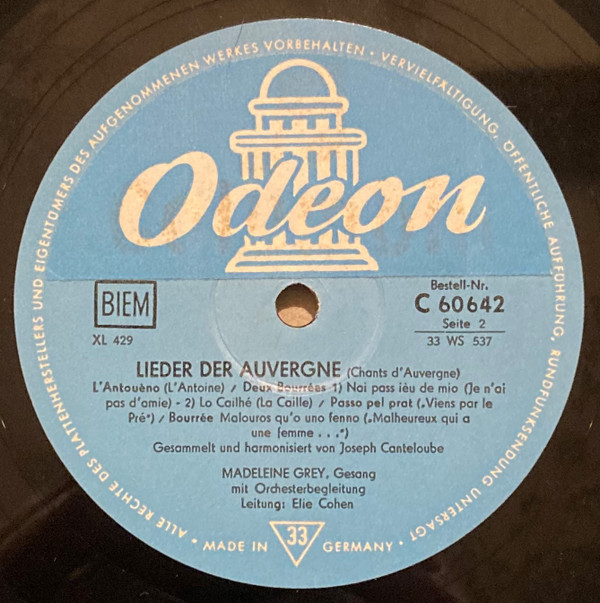 ALLE RECHTE DES PLATTENHERSTELLERS UND EIGENTÜMERS DES AUFGENOMMENEN WERKES VORBEHALTEN • VERVIELFÄLTIGUNG, ÖFFENTLICHE AUFFÜHRUNG, RUNDFUNKSENDUNG UNTERSAGT •
Odeon
BIEM
XL 429
Bestell-Nr.
C 60642
Seite 2
33 WS 537
LIEDER DER AUVERGNE (Chants d'Auvergne)
L'Antouèno (L'Antoine) / Deux Bourrées 1) Nai pass iéu de mio (Je n'ai
pas d'amie) - 2) Lo Cailhé (La Caille) / Passo pel prat („Viens par le
Pré") / Bourrée Malouros qu'o uno fenno („Malheureux qui a
une femme . . .")
Gesammelt und harmonisiert von Joseph Canteloube
MADELEINE GREY, Gesang
mit Orchesterbegleitung
Leitung: Elie Cohen
MADE IN 33 GERMANY •